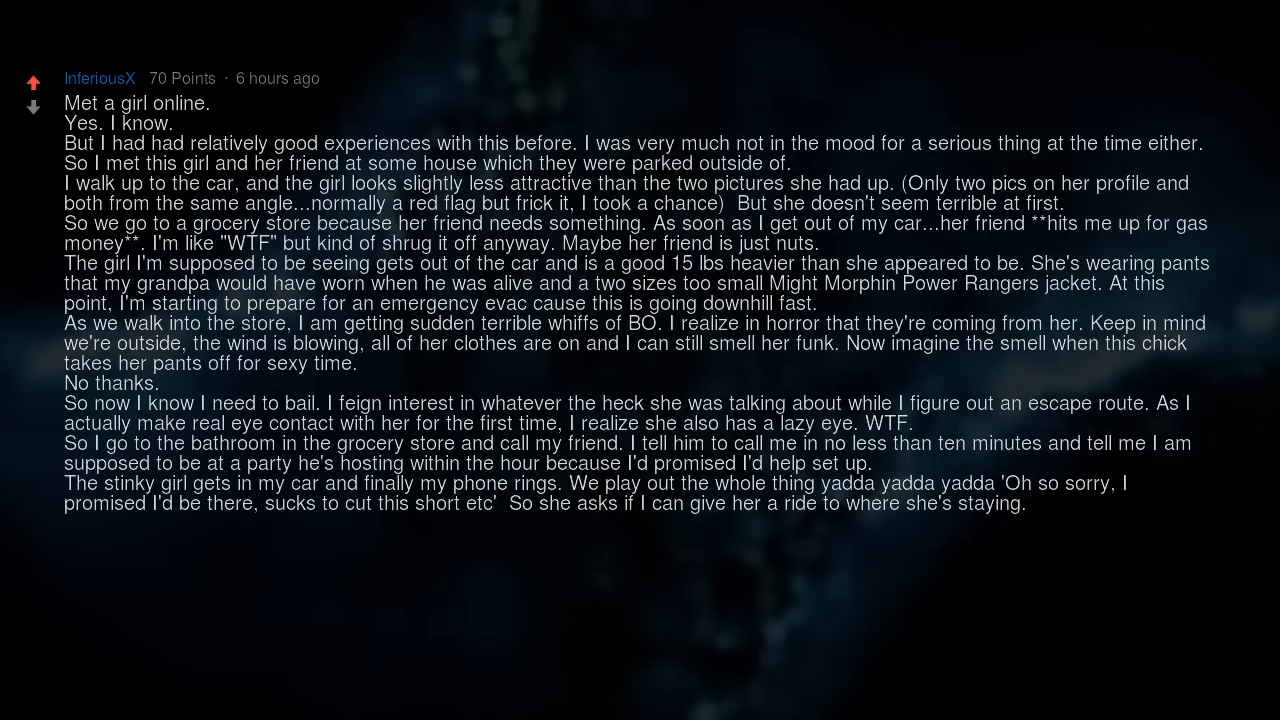 InferiousX 70 Points · 6 hours ago
Met a girl online.
Yes. I know.
But I had had relatively good experiences with this before. I was very much not in the mood for a serious thing at the time either.
So I met this girl and her friend at some house which they were parked outside of.
I walk up to the car, and the girl looks slightly less attractive than the two pictures she had up. (Only two pics on her profile and
both from the same angle...normally a red flag but frick it, I took a chance)  But she doesn't seem terrible at first.
So we go to a grocery store because her friend needs something. As soon as I get out of my car...her friend **hits me up for gas
money**. I'm like "WTF" but kind of shrug it off anyway. Maybe her friend is just nuts.
The girl I'm supposed to be seeing gets out of the car and is a good 15 lbs heavier than she appeared to be. She's wearing pants
that my grandpa would have worn when he was alive and a two sizes too small Might Morphin Power Rangers jacket. At this
point, I'm starting to prepare for an emergency evac cause this is going downhill fast.
As we walk into the store, I am getting sudden terrible whiffs of BO. I realize in horror that they're coming from her. Keep in mind
we're outside, the wind is blowing, all of her clothes are on and I can still smell her funk. Now imagine the smell when this chick
takes her pants off for sexy time.
No thanks.
So now I know I need to bail. I feign interest in whatever the heck she was talking about while I figure out an escape route. As I
actually make real eye contact with her for the first time, I realize she also has a lazy eye. WTF.
So I go to the bathroom in the grocery store and call my friend. I tell him to call me in no less than ten minutes and tell me I am
supposed to be at a party he's hosting within the hour because I'd promised I'd help set up.
The stinky girl gets in my car and finally my phone rings. We play out the whole thing yadda yadda yadda 'Oh so sorry, I
promised I'd be there, sucks to cut this short etc'  So she asks if I can give her a ride to where she's staying.